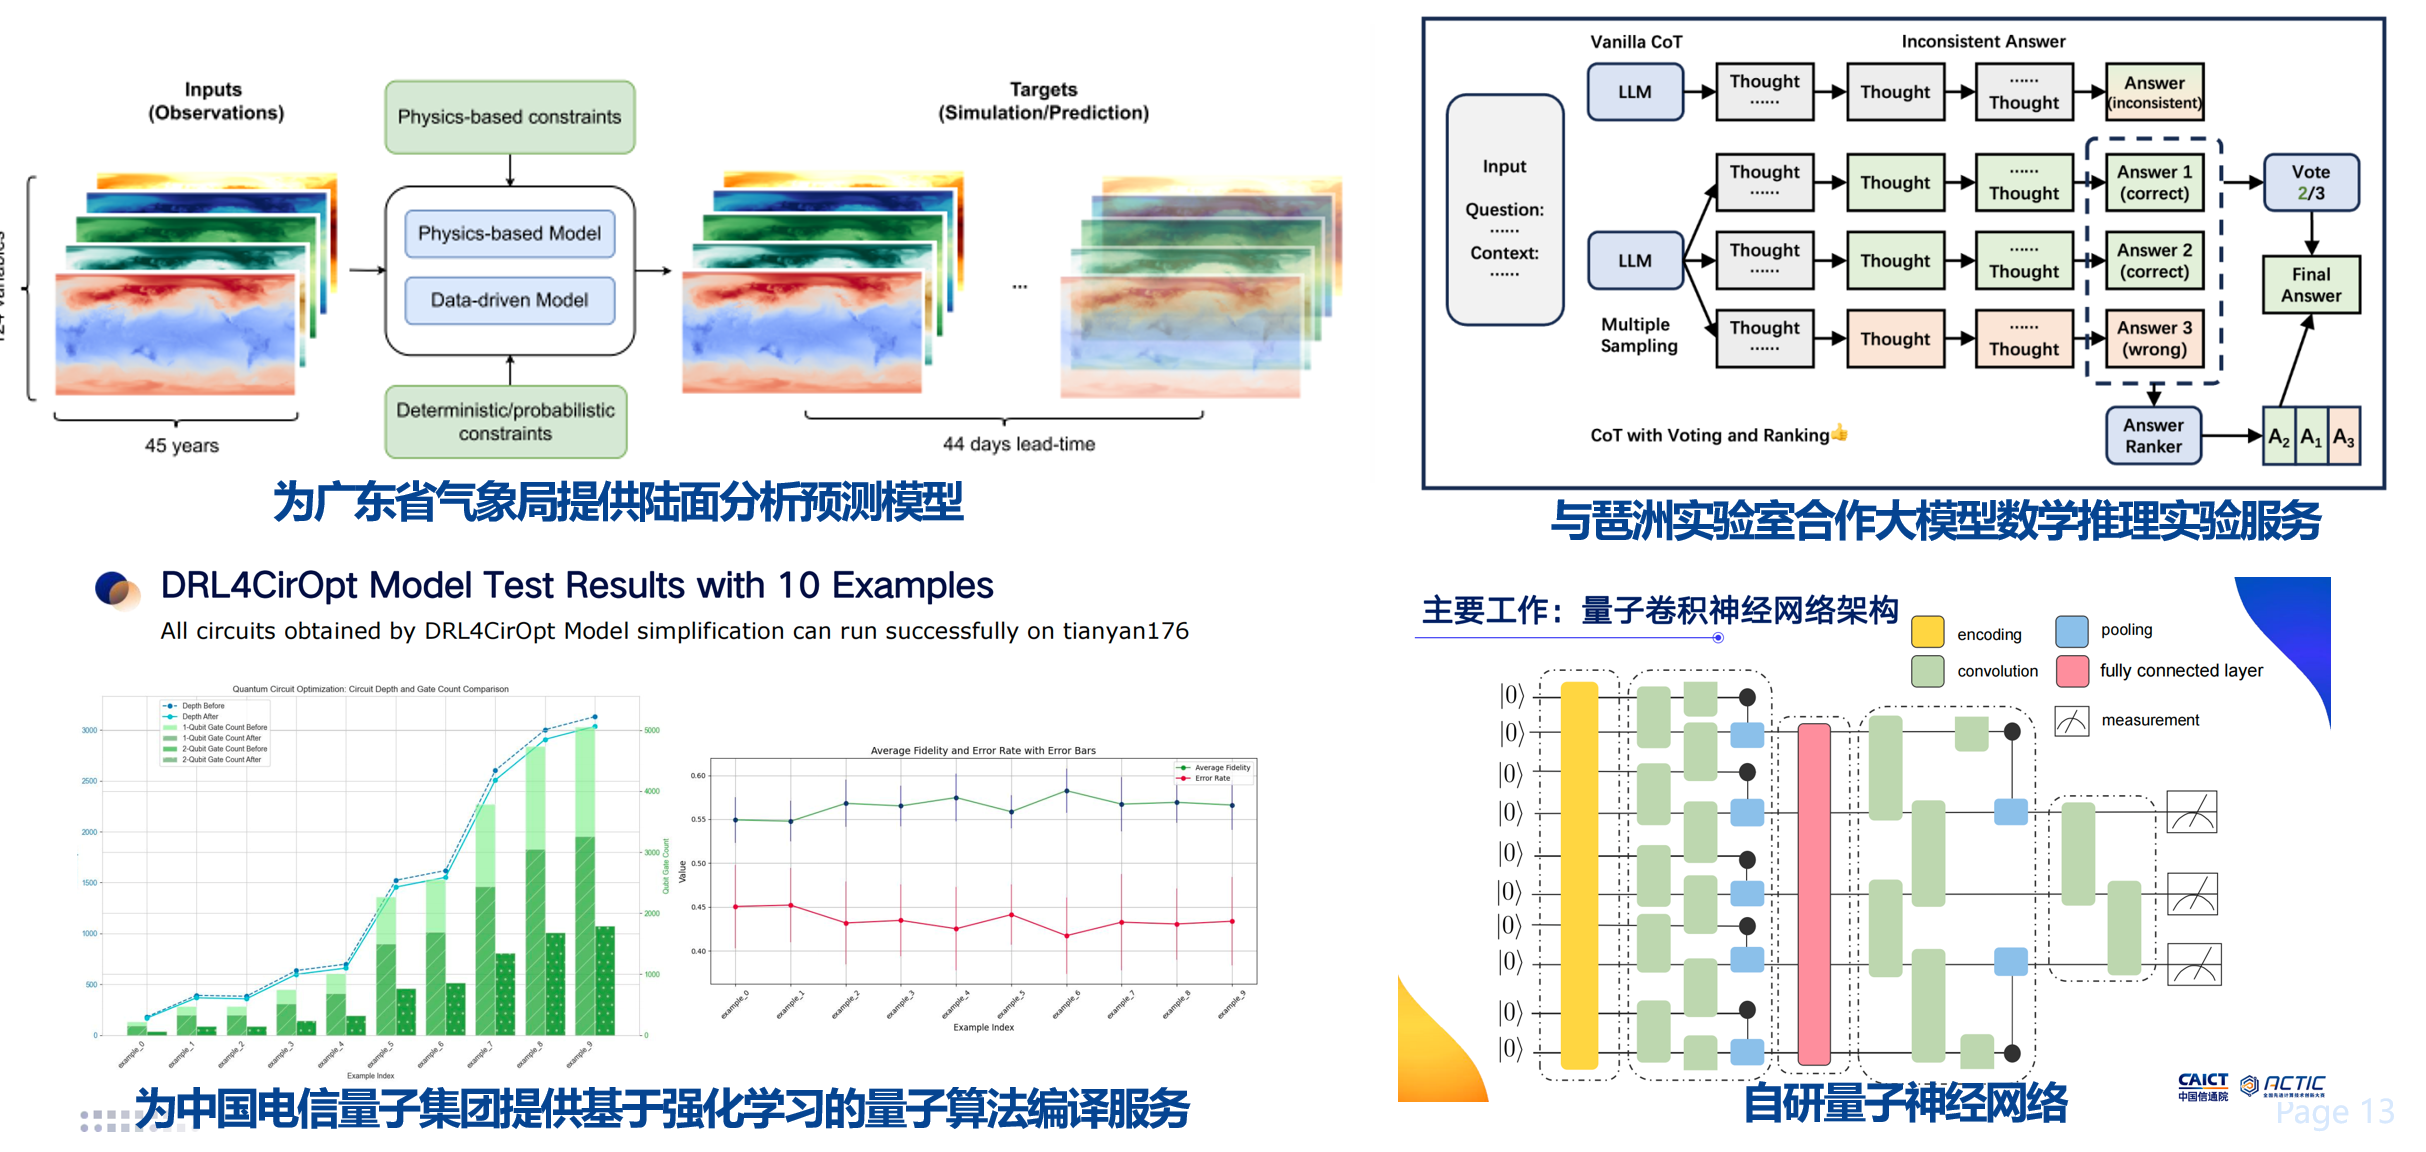 Inputs
(Observations)
Physics-based constraints
Targets
(Simulation/Prediction)
Physics-based Model
Data-driven Model
...
Deterministic/probabilistic
constraints
45 years
44 days lead-time
为广东省气象局提供陆面分析预测模型
Vanilla CoT
Inconsistent Answer
LLM
Thought
......
Thought
......
Thought
Answer
(inconsistent)
Input
Question:
......
Context:
......
Thought
......
Thought
......
Thought
Answer 1
(correct)
Vote
2/3
LLM
Thought
......
Thought
......
Thought
Answer 2
(correct)
Final
Answer
Multiple
Sampling
Thought
......
Thought
......
Thought
Answer 3
(wrong)
CoT with Voting and Ranking👍
Answer
Ranker
A2
A1
A3
与琶洲实验室合作大模型数学推理实验服务
DRL4CirOpt Model Test Results with 10 Examples
All circuits obtained by DRL4CirOpt Model simplification can run successfully on tianyan176
Quantum Circuit Optimization: Circuit Depth and Gate Count Comparison
Depth Before
Depth After
1-Qubit Gate Count Before
1-Qubit Gate Count After
2-Qubit Gate Count Before
2-Qubit Gate Count After
3000
2500
2000
1500
1000
500
0
5000
4000
3000
2000
1000
0
Qubit Gate Count
example_0
example_1
example_2
example_3
example_4
example_5
example_6
example_7
example_8
example_9
Example Index
Average Fidelity and Error Rate with Error Bars
Average Fidelity
Error Rate
0.60
0.55
0.50
0.45
0.40
Value
example_0
example_1
example_2
example_3
example_4
example_5
example_6
example_7
example_8
example_9
Example Index
为中国电信量子集团提供基于强化学习的量子算法编译服务
主要工作：量子卷积神经网络架构
encoding
pooling
convolution
fully connected layer
measurement
|0⟩
|0⟩
|0⟩
|0⟩
|0⟩
|0⟩
|0⟩
|0⟩
|0⟩
|0⟩
自研量子神经网络
CAICT
中国信通院
ACTIC
Page 13